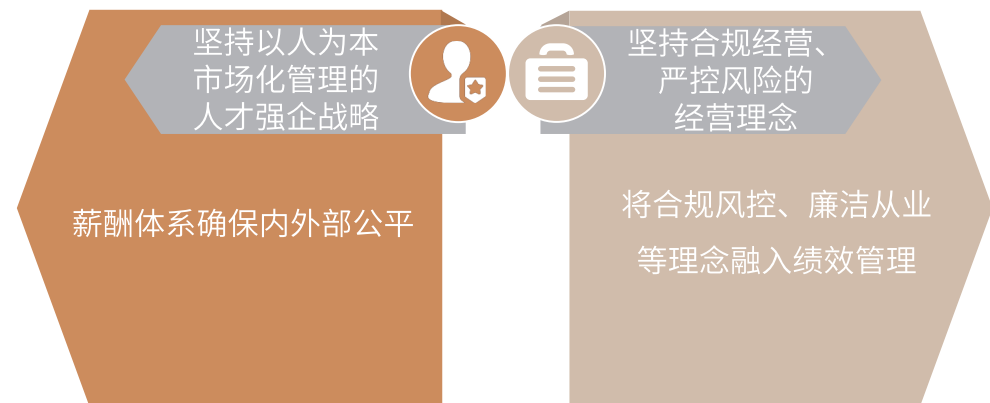 坚持以人为本
市场化管理的
人才强企战略
薪酬体系确保内外部公平
坚持合规经营、
严控风险的
经营理念
将合规风控、廉洁从业
等理念融入绩效管理